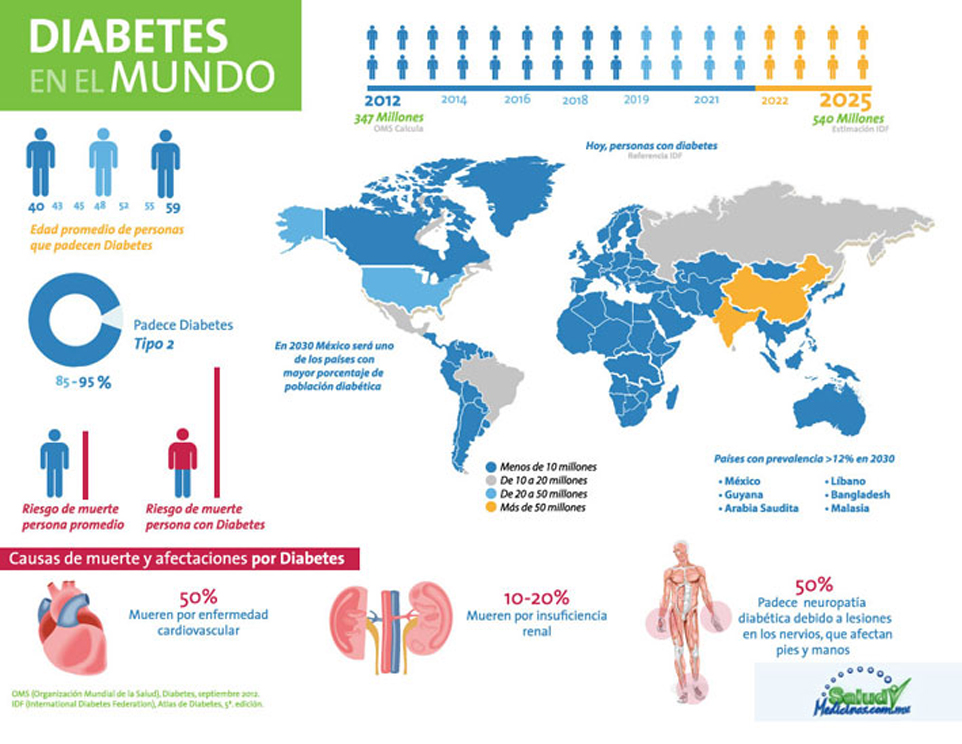 DIABETES
EN EL MUNDO
2012 2014 2016 2018 2019 2021 2022 2025
347 Millones
OMS Calcula
540 Millones
Estimación IDF
Hoy, personas con diabetes
Referencia IDF
40 43 45 48 52 55 59
Edad promedio de personas
que padecen Diabetes
Padece Diabetes
Tipo 2
85-95 %
En 2030 México será uno
de los países con
mayor porcentaje de
población diabética
Riesgo de muerte
persona promedio
Riesgo de muerte
persona con Diabetes
Menos de 10 millones
De 10 a 20 millones
De 20 a 50 millones
Más de 50 millones
Países con prevalencia >12% en 2030
• México
• Guyana
• Arabia Saudita
• Líbano
• Bangladesh
• Malasia
Causas de muerte y afectaciones por Diabetes
50%
Mueren por enfermedad
cardiovascular
10-20%
Mueren por insuficiencia
renal
50%
Padece neuropatía
diabética debido a lesiones
en los nervios, que afectan
pies y manos
OMS (Organización Mundial de la Salud), Diabetes, septiembre 2012.
IDF (International Diabetes Federation), Atlas de Diabetes, 5ª. edición.
Salud y
Medicinas.com.mx